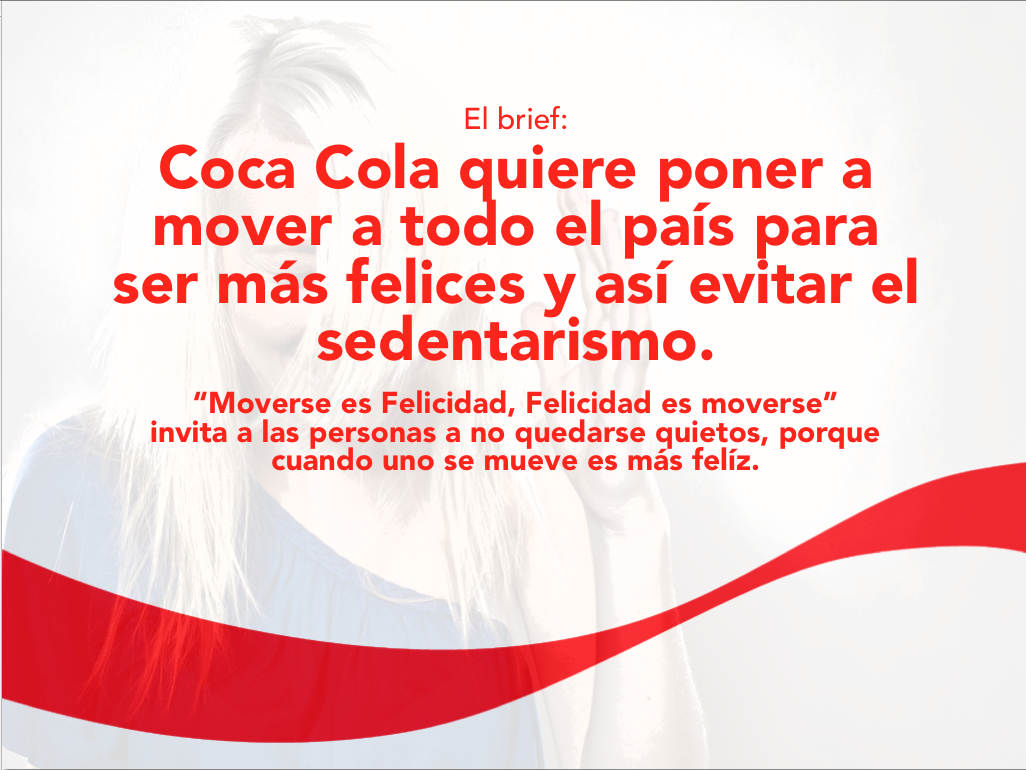 El brief:
Coca Cola quiere poner a
mover a todo el país para
ser más felices y así evitar el
sedentarismo.
“Moverse es Felicidad, Felicidad es moverse”
invita a las personas a no quedarse quietos, porque
cuando uno se mueve es más felíz.